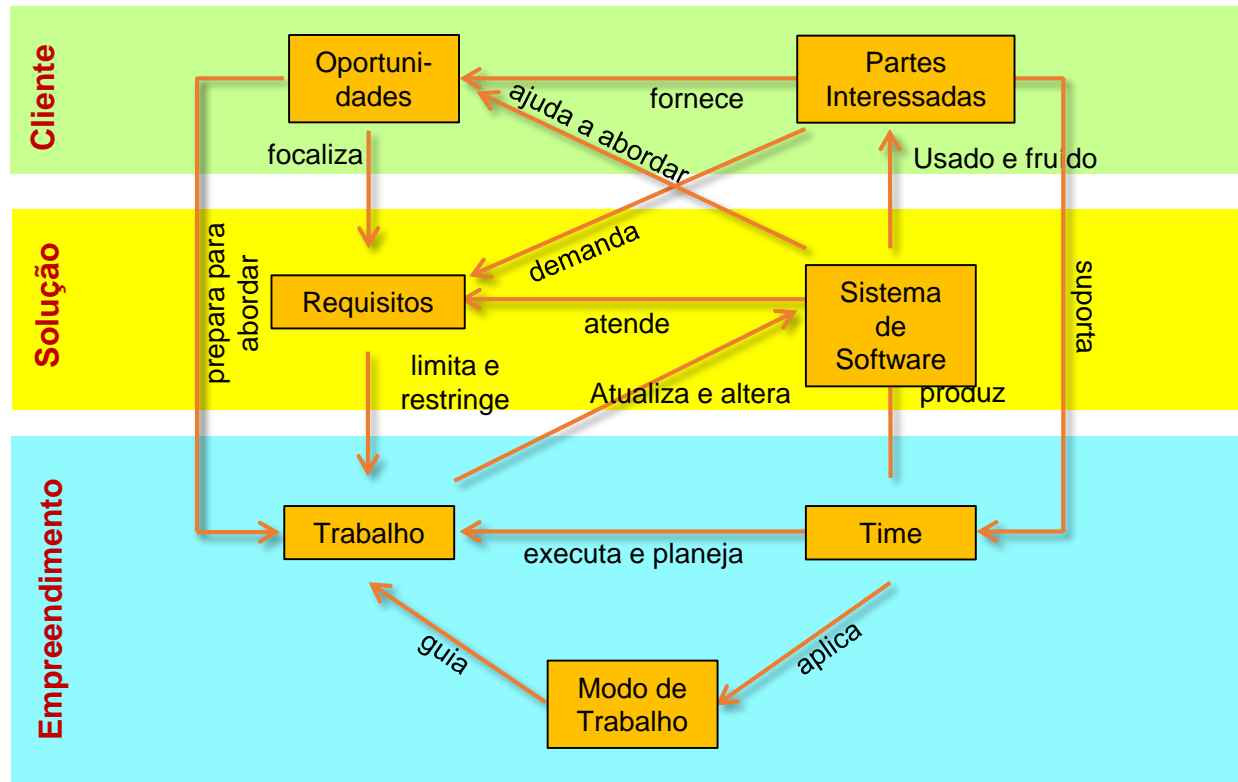 Cliente
Oportuni-
dades
Partes
Interessadas
fornece
ajuda a abordar
focaliza
Usado e fruído
Solução
prepara para
abordar
demanda
suporta
Requisitos
Sistema
de
Software
atende
limita e
restringe
Atualiza e altera
produz
Empreendimento
Trabalho
Time
executa e planeja
guia
aplica
Modo de
Trabalho